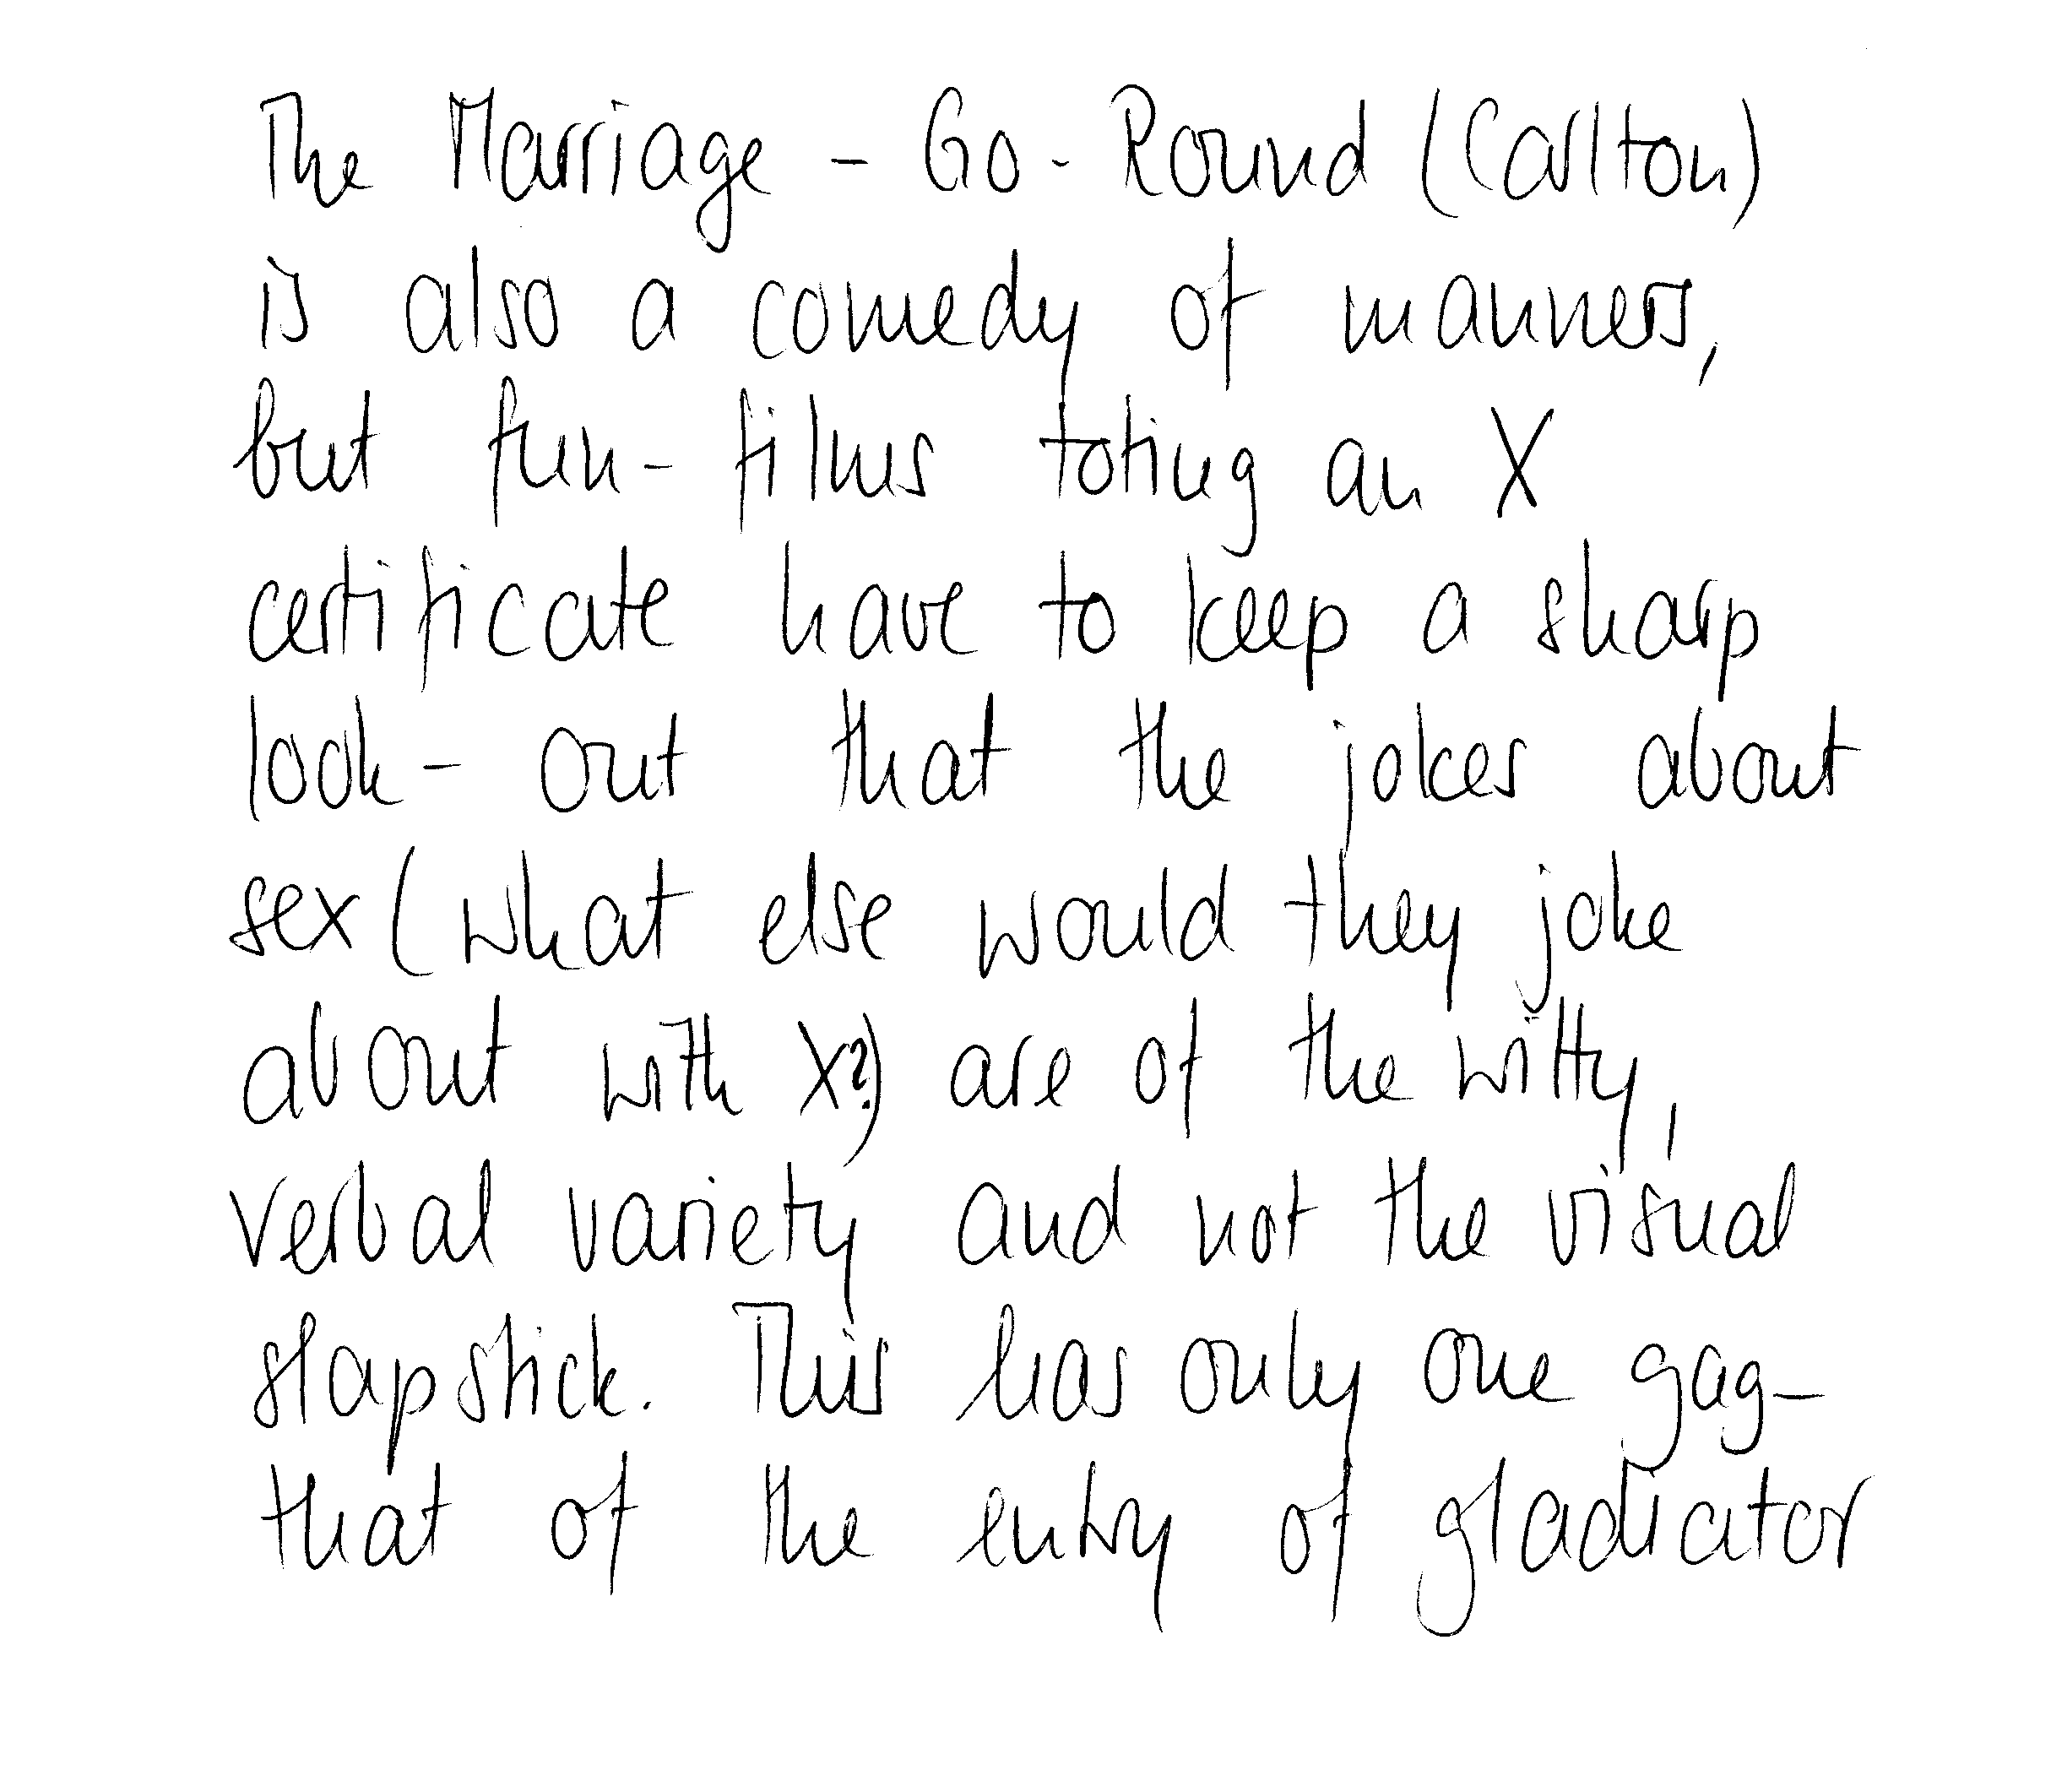 The Marriage - Go - Round (Carlton)
is also a comedy of manners,
but fun - films toting an X
certificate have to keep a sharp
look - out that the jokes about
sex (what else would they joke
about with X?) are of the witty,
verbal variety and not the visual
slapstick. This has only one gag -
that of the entry of gladiator